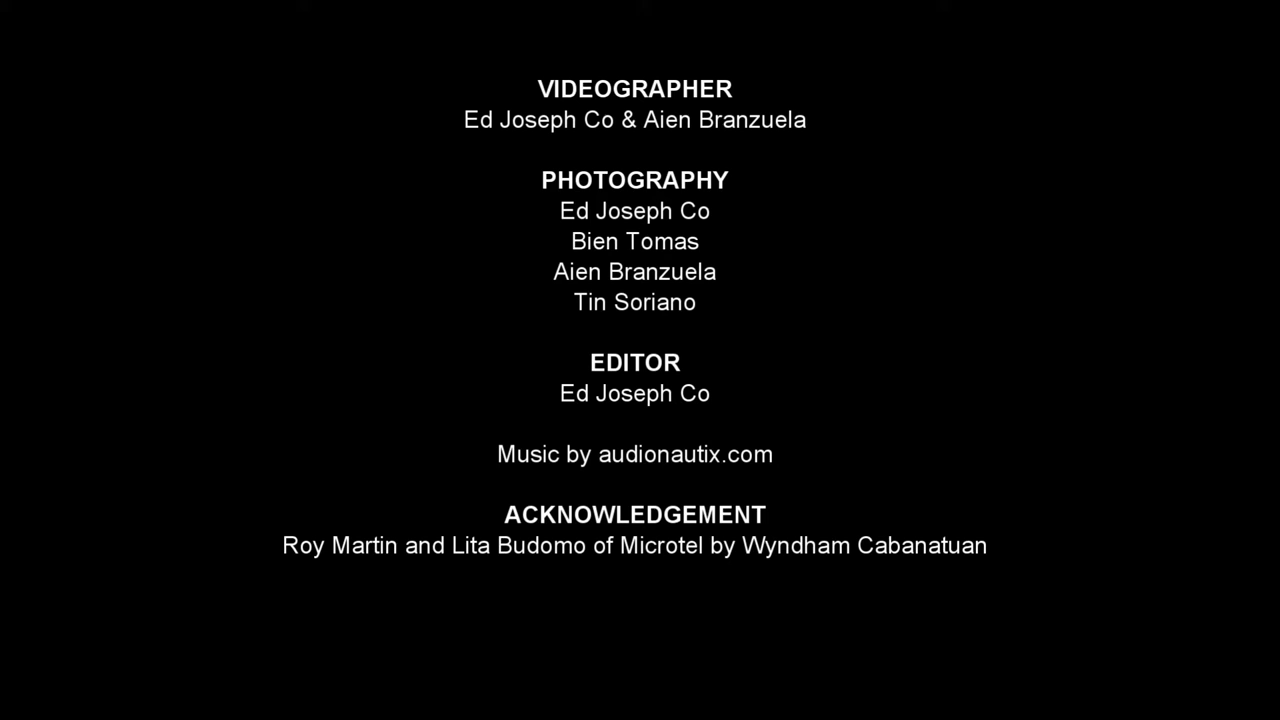 VIDEOGRAPHER
Ed Joseph Co & Aien Branzuela
PHOTOGRAPHY
Ed Joseph Co
Bien Tomas
Aien Branzuela
Tin Soriano
EDITOR
Ed Joseph Co
Music by audionautix.com
ACKNOWLEDGEMENT
Roy Martin and Lita Budomo of Microtel by Wyndham Cabanatuan